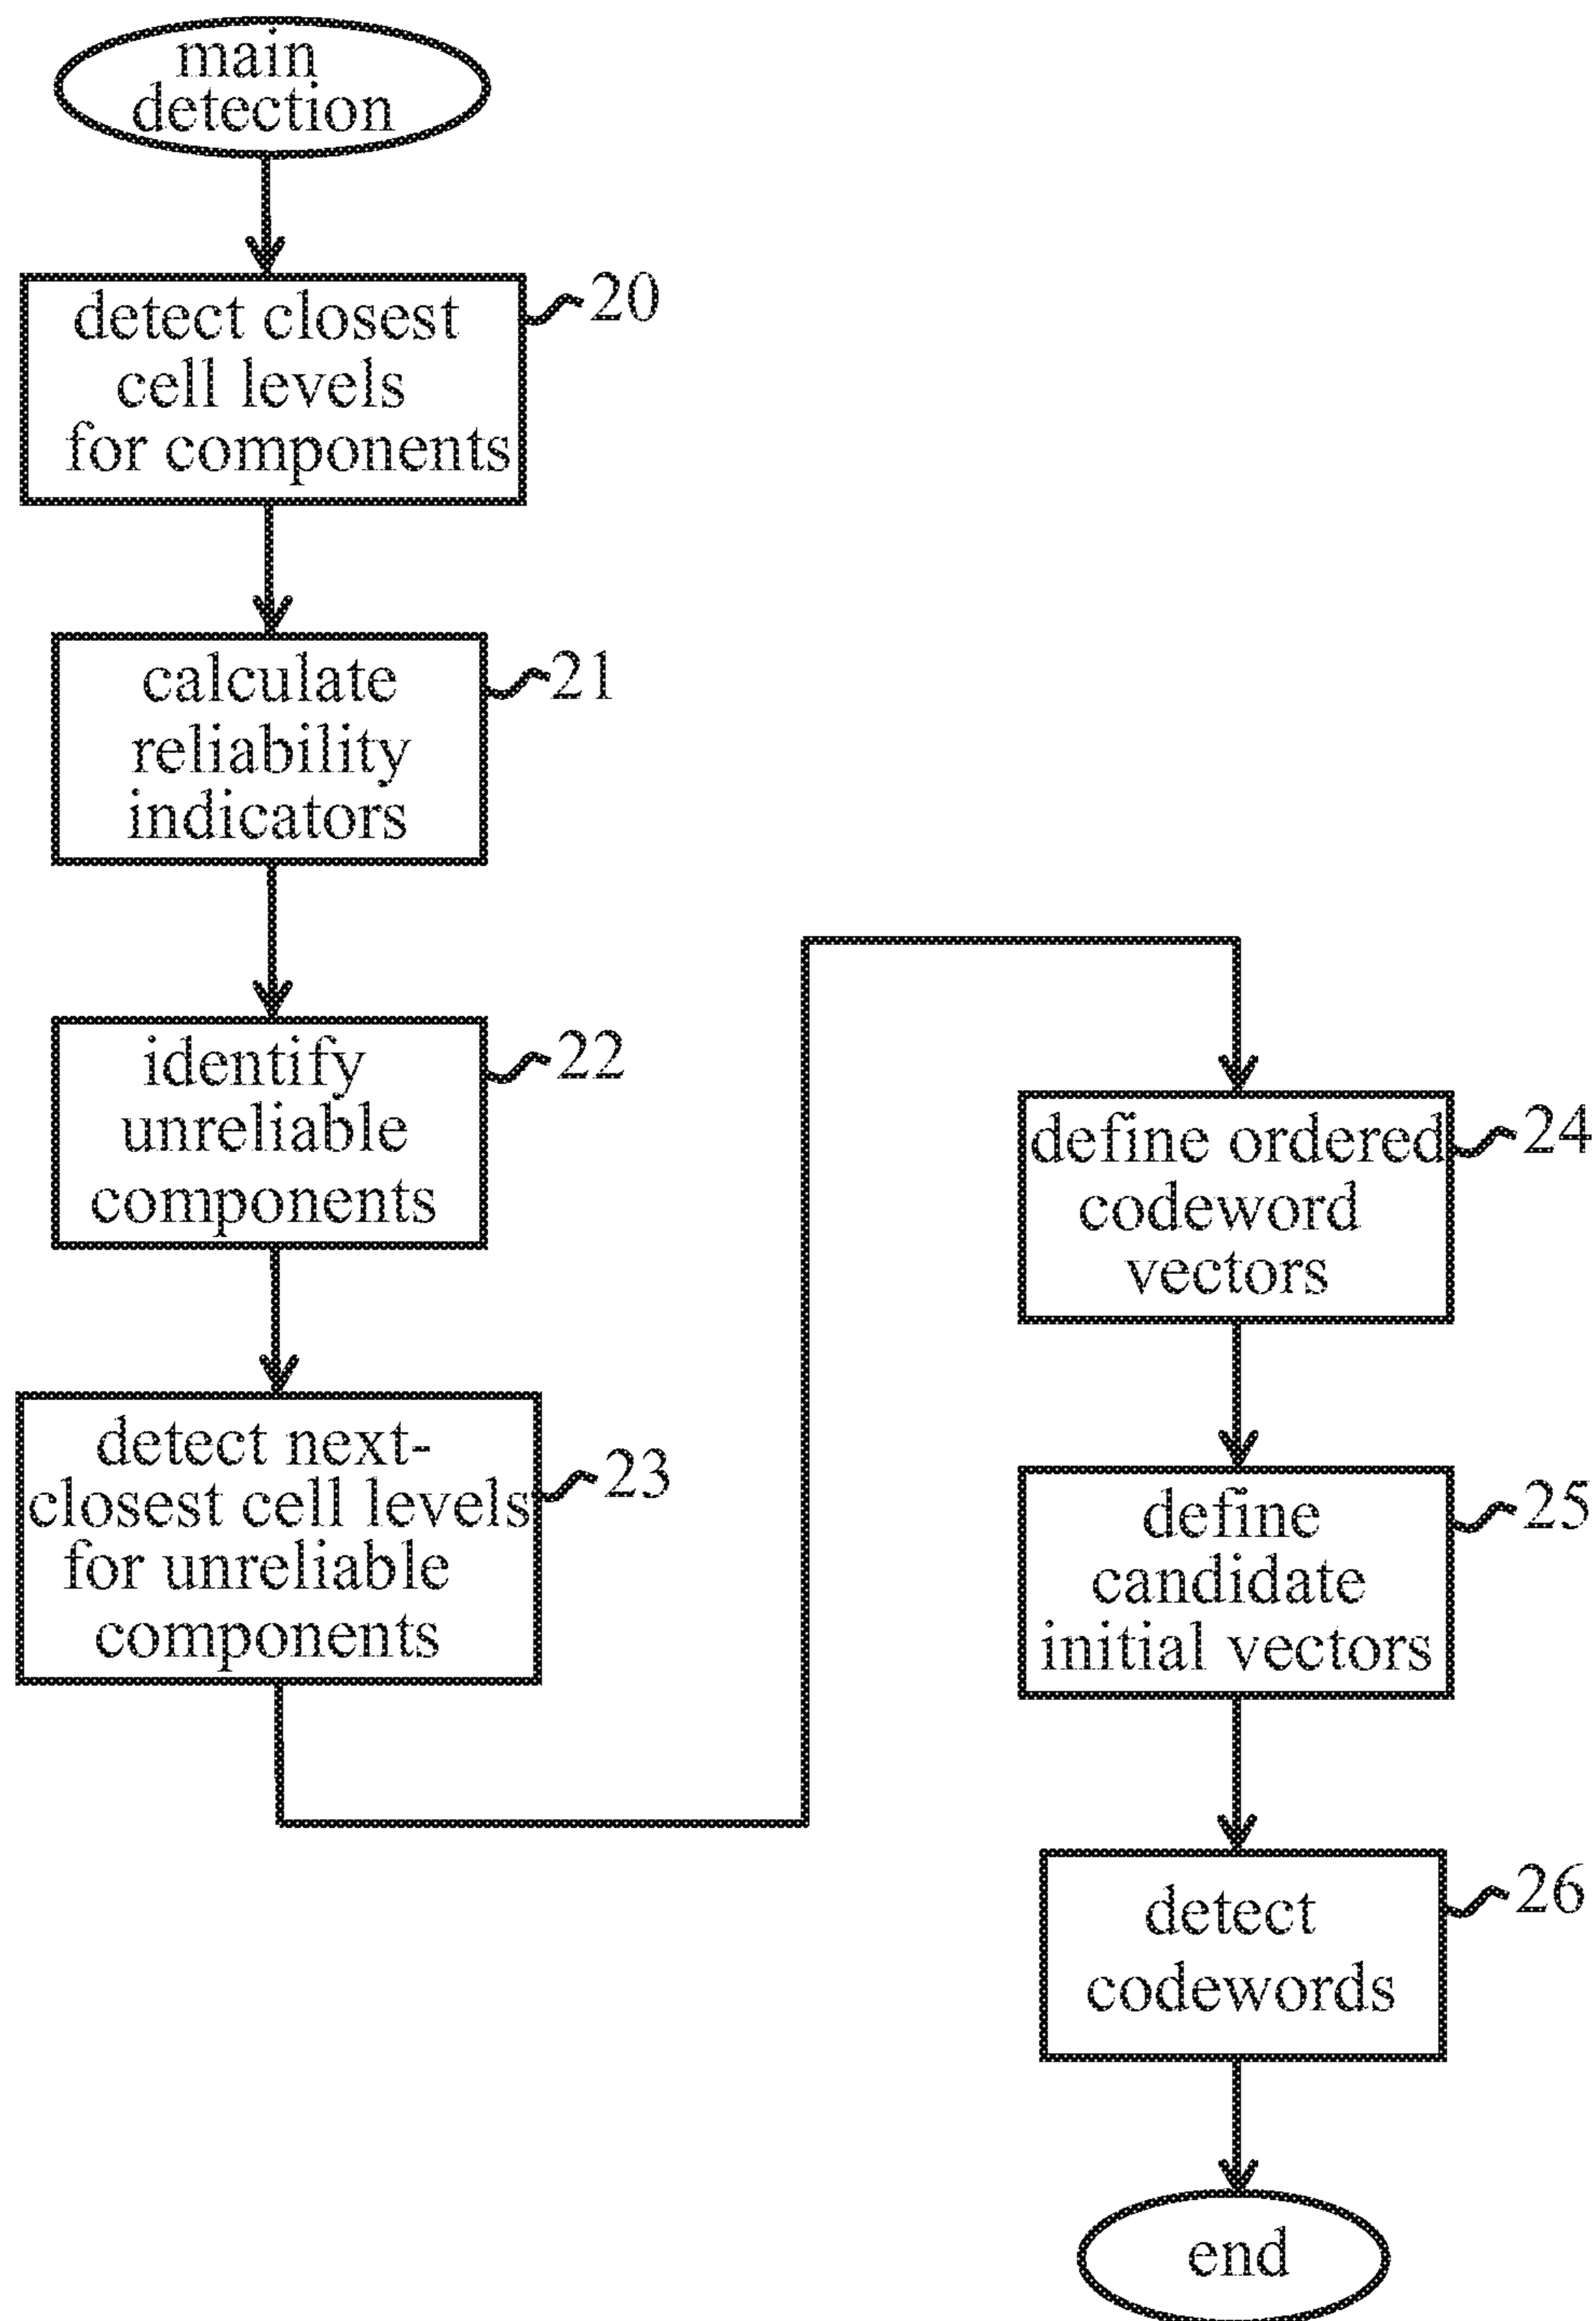 main
detection
detect closest
cell levels
for components
20
calculate
reliability
indicators
21
identify
unreliable
components
22
detect next-
closest cell levels
for unreliable
components
23
define ordered
codeword
vectors
24
define
candidate
initial vectors
25
detect
codewords
26
end